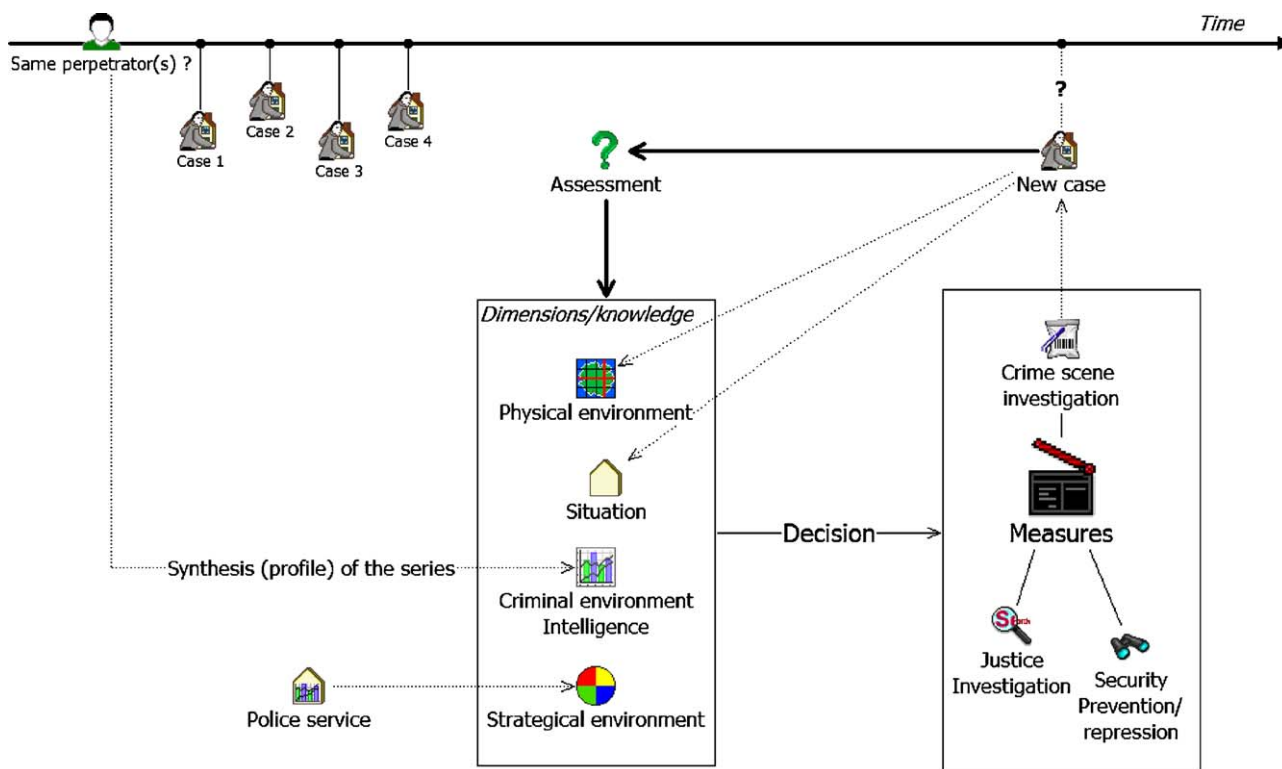 Time
Same perpetrator(s) ?
Case 1
Case 2
Case 3
Case 4
?
Assessment
New case
Dimensions/knowledge
Physical environment
Situation
Synthesis (profile) of the series
Criminal environment
Intelligence
Police service
Strategical environment
Decision
Crime scene
investigation
Measures
Search
Justice
Investigation
Security
Prevention/
repression